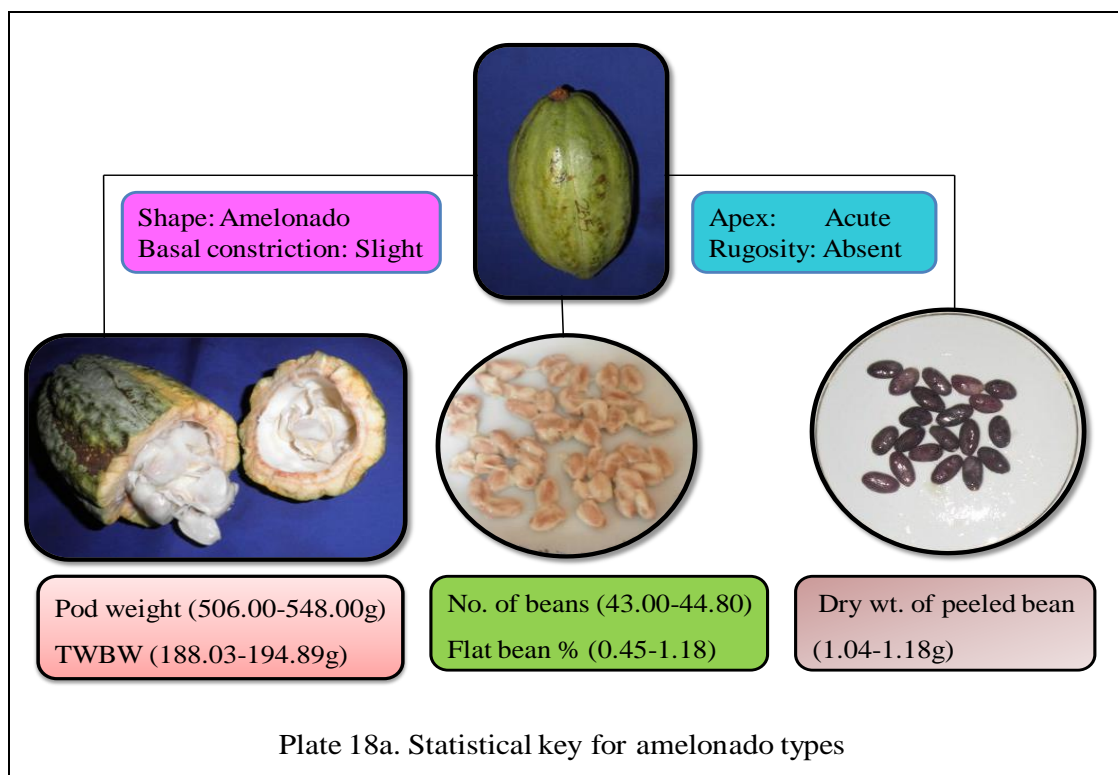 Shape: Amelonado
Basal constriction: Slight
Apex: Acute
Rugosity: Absent
Pod weight (506.00-548.00g)
TWBW (188.03-194.89g)
No. of beans (43.00-44.80)
Flat bean % (0.45-1.18)
Dry wt. of peeled bean
(1.04-1.18g)
Plate 18a. Statistical key for amelonado types